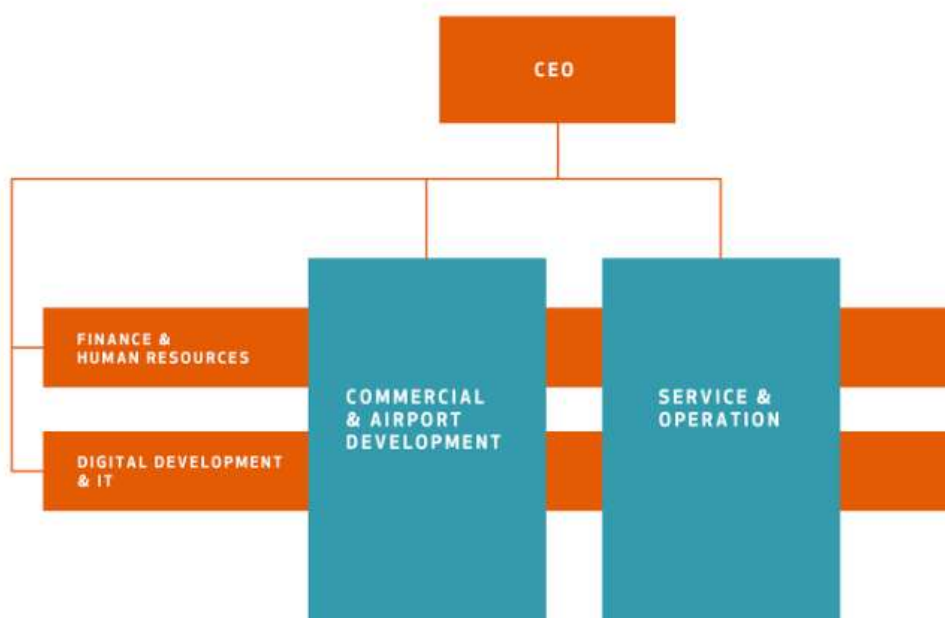 CEO
FINANCE &
HUMAN RESOURCES
COMMERCIAL
& AIRPORT
DEVELOPMENT
SERVICE &
OPERATION
DIGITAL DEVELOPMENT
& IT